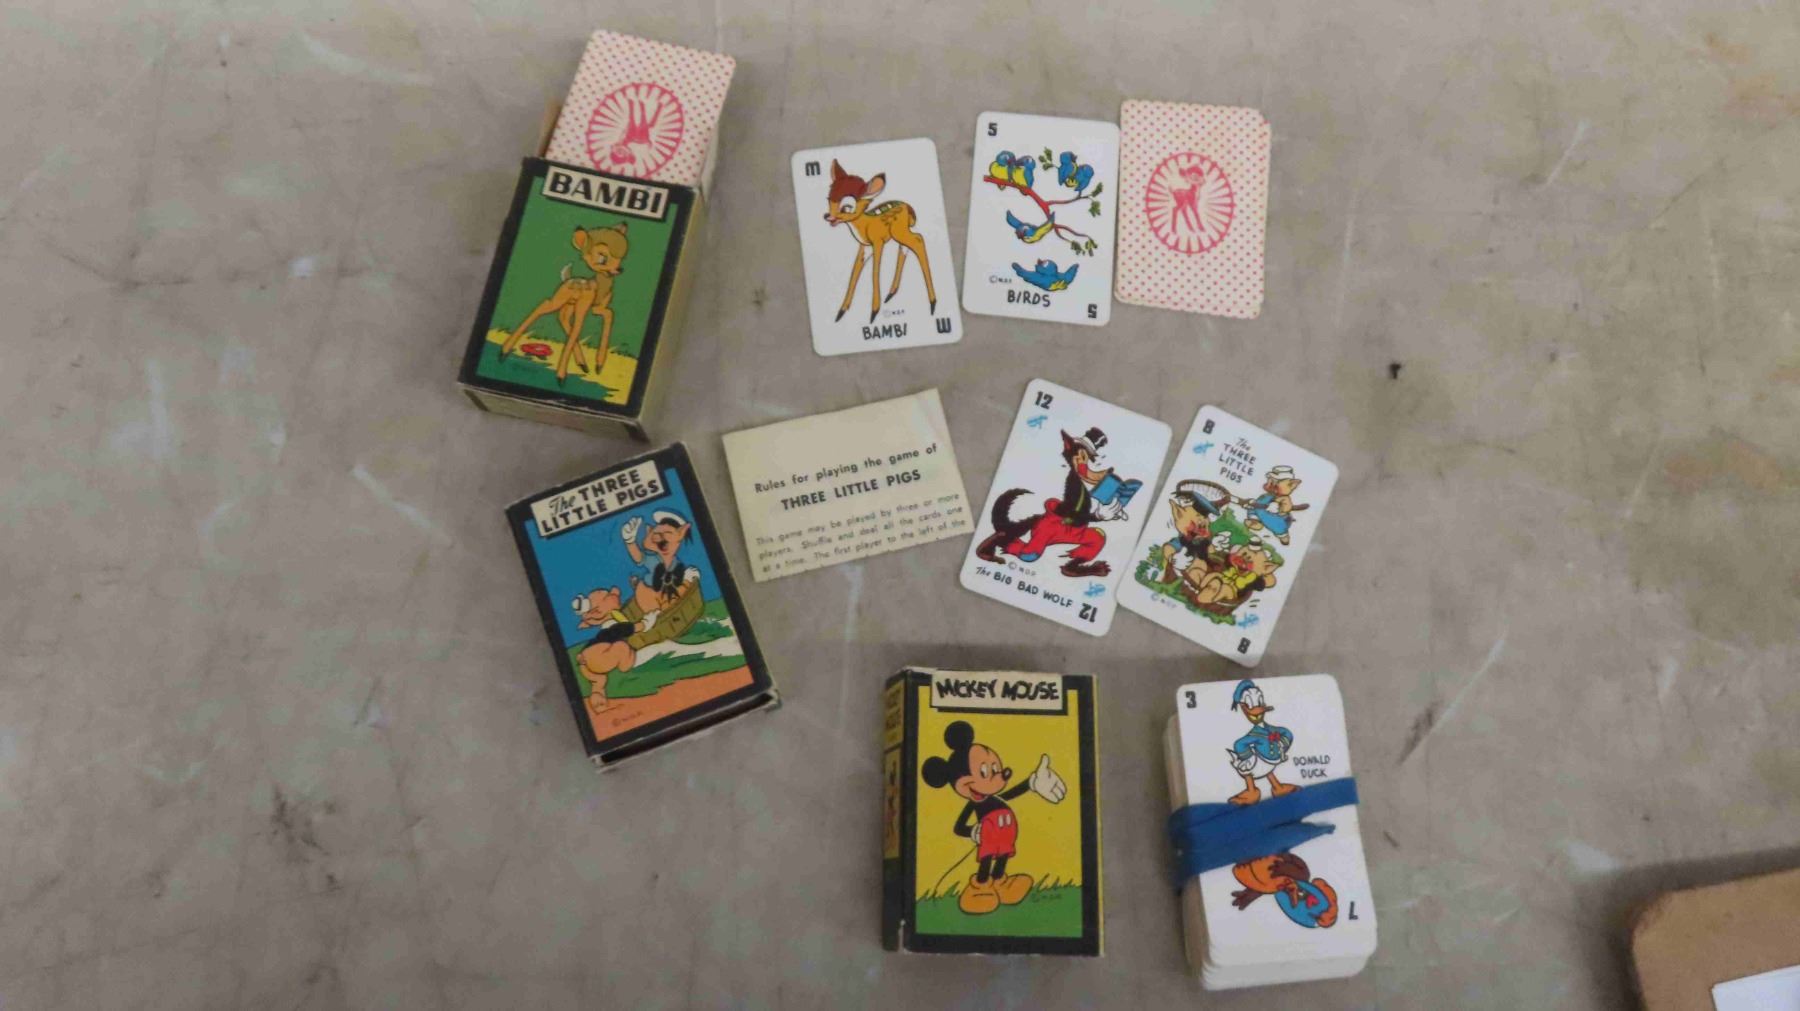 BAMBI
M
BAMBI
M
5
©W.D.P.
BIRDS
5
The THREE
LITTLE PIGS
©W.D.P.
Rules for playing the game of
THREE LITTLE PIGS
This game may be played by three or more
players. Shuffle and deal all the cards one
at a time. The first player to the left of the
12
©W.D.P.
The BIG BAD WOLF
12
8
The
THREE
LITTLE
PIGS
©W.D.P.
8
MICKEY MOUSE
3
DONALD
DUCK
7